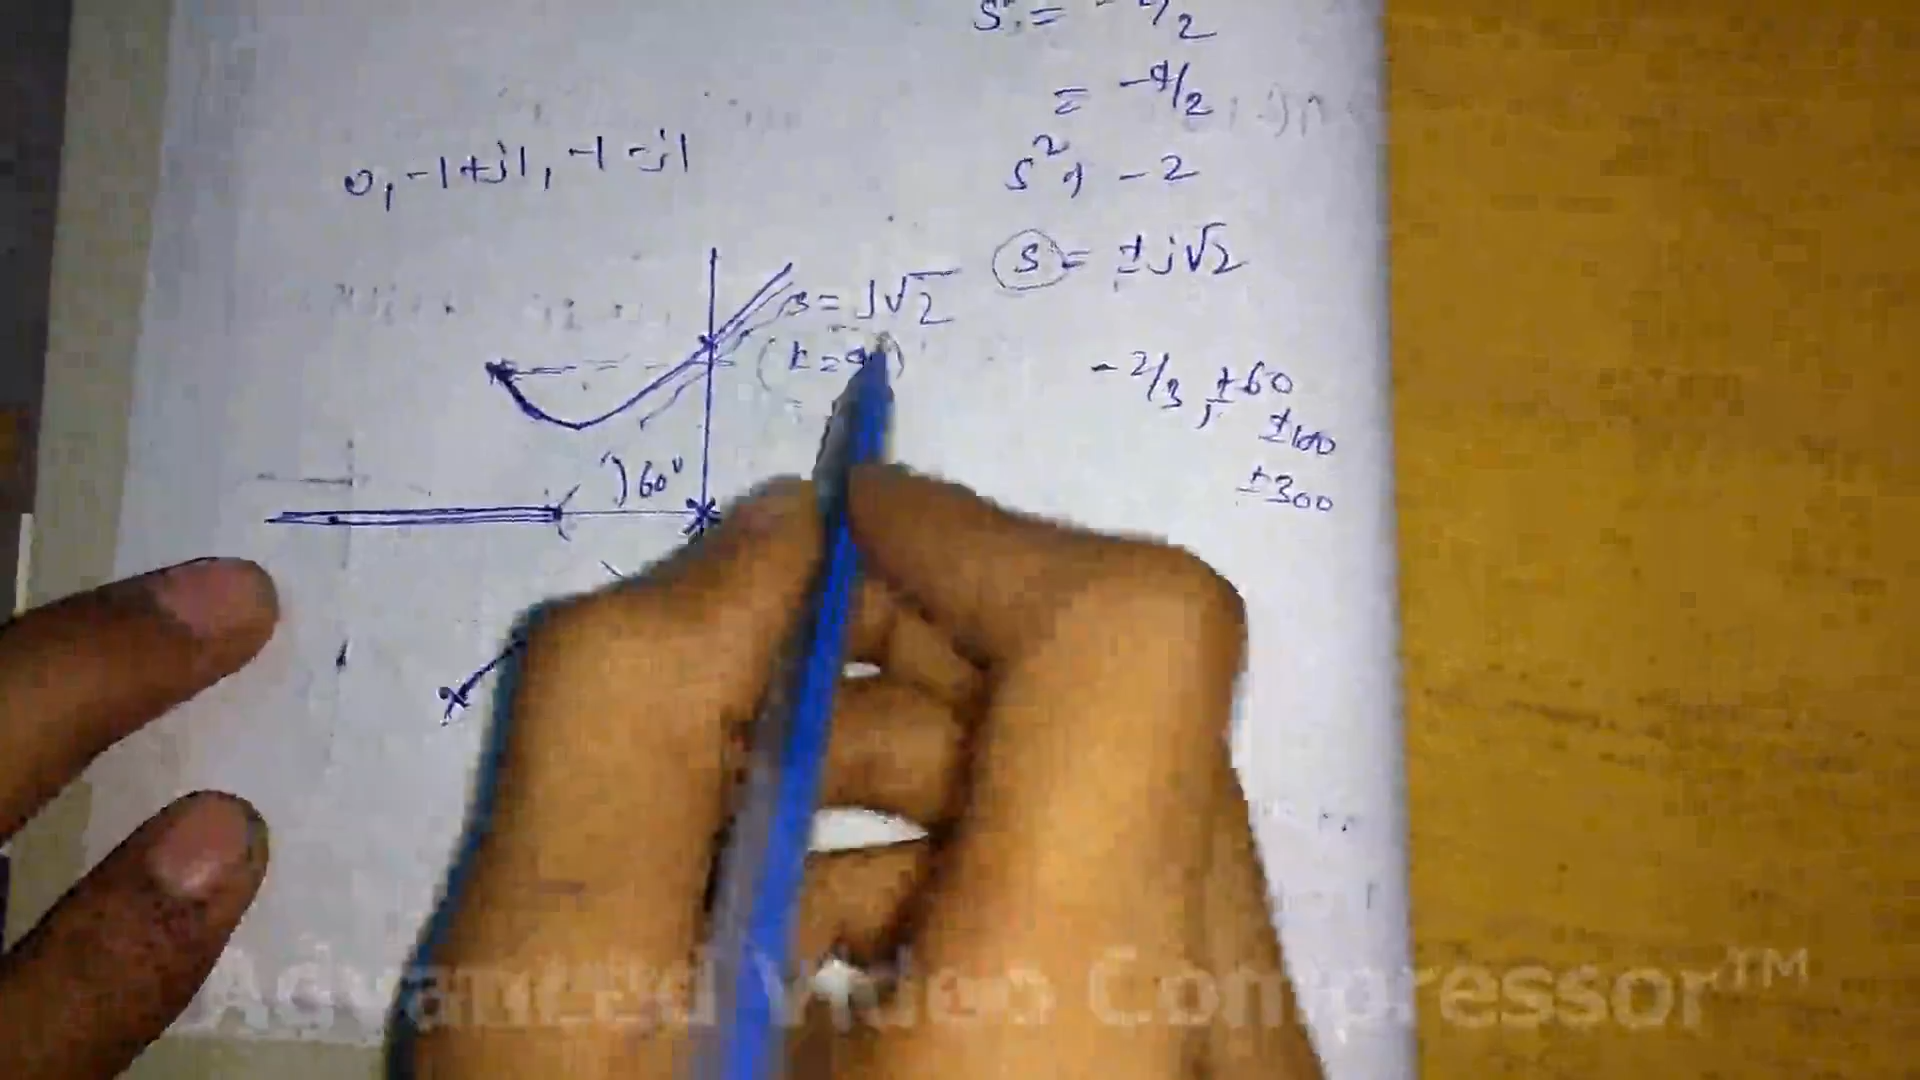 = -4/2
0, -1+j1, -1-j1
s² = -2
s = ±j√2
s = j√2
-2/3, ±60
±180
±300
)60°
Advanced Video Compressor™